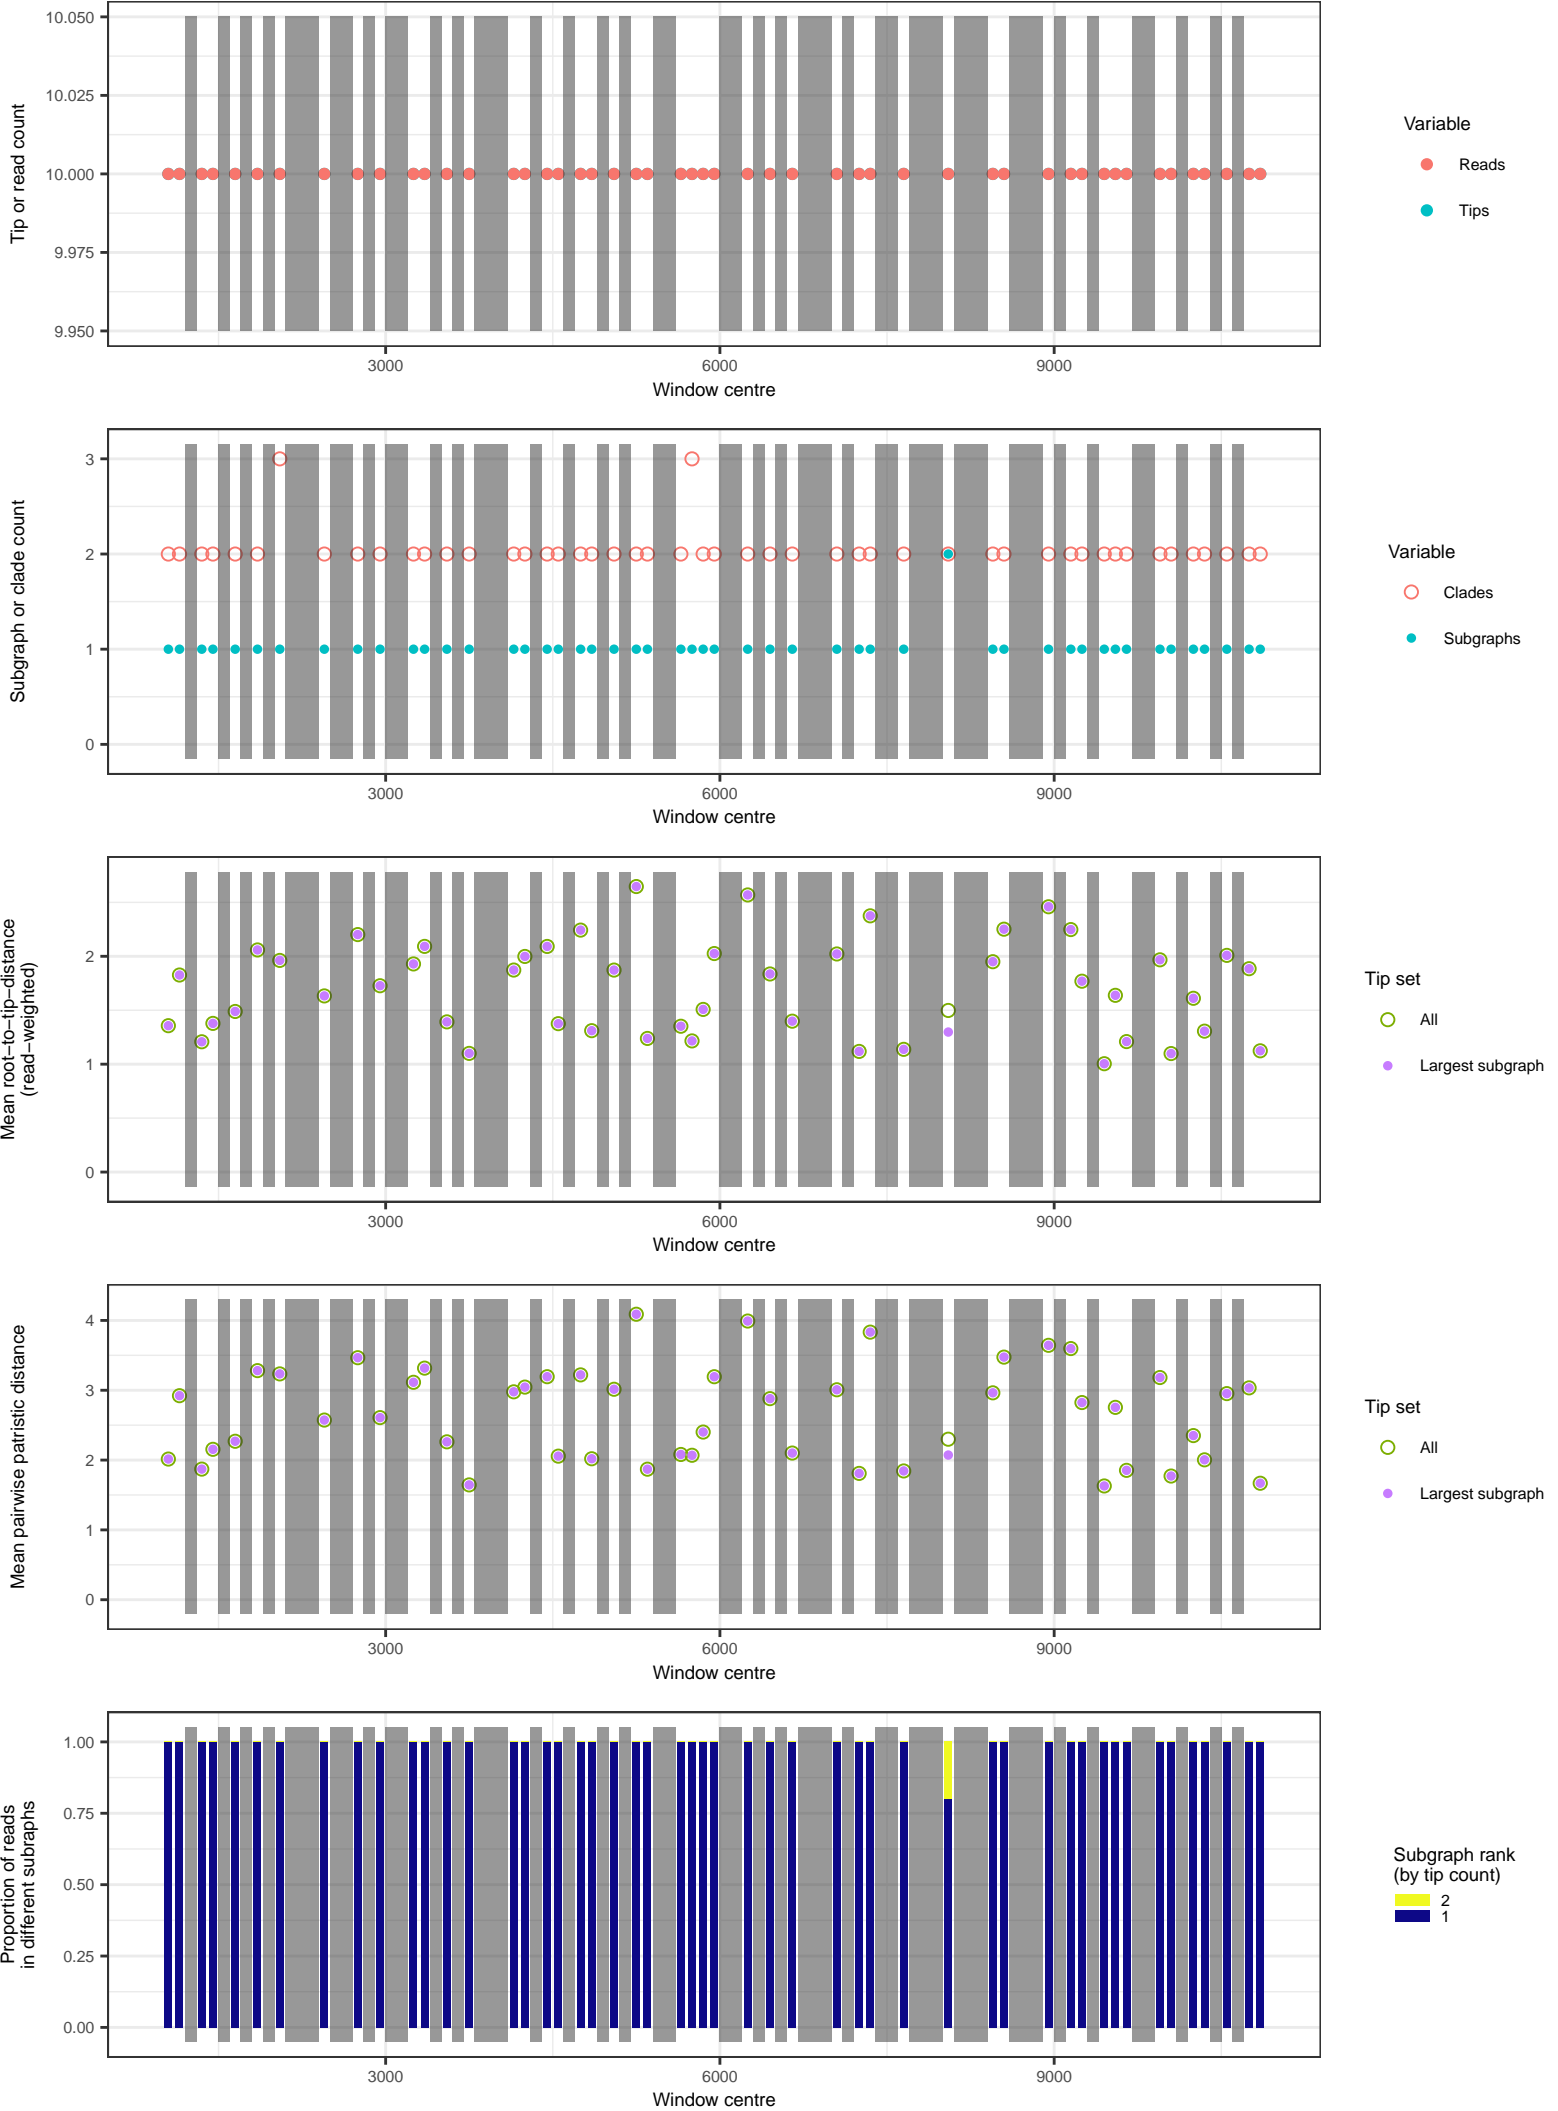 10.050
10.025
10.000
9.975
9.950
Tip or read count
3000
6000
9000
Window centre
Variable
Reads
Tips
3
2
1
0
Subgraph or clade count
3000
6000
9000
Window centre
Variable
Clades
Subgraphs
2
1
0
Mean root−to−tip−distance
(read−weighted)
3000
6000
9000
Window centre
Tip set
All
Largest subgraph
4
3
2
1
0
Mean pairwise patristic distance
3000
6000
9000
Window centre
Tip set
All
Largest subgraph
1.00
0.75
0.50
0.25
0.00
Proportion of reads
in different subraphs
3000
6000
9000
Window centre
Subgraph rank
(by tip count)
2
1